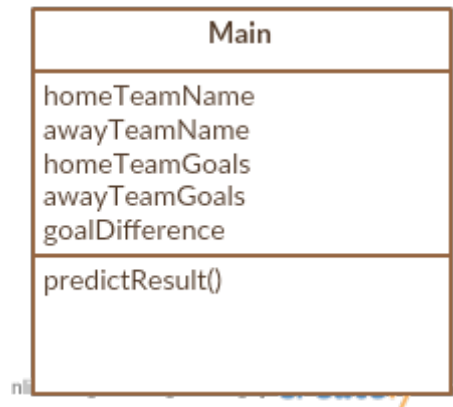 Main
homeTeamName
awayTeamName
homeTeamGoals
awayTeamGoals
goalDifference
predictResult()